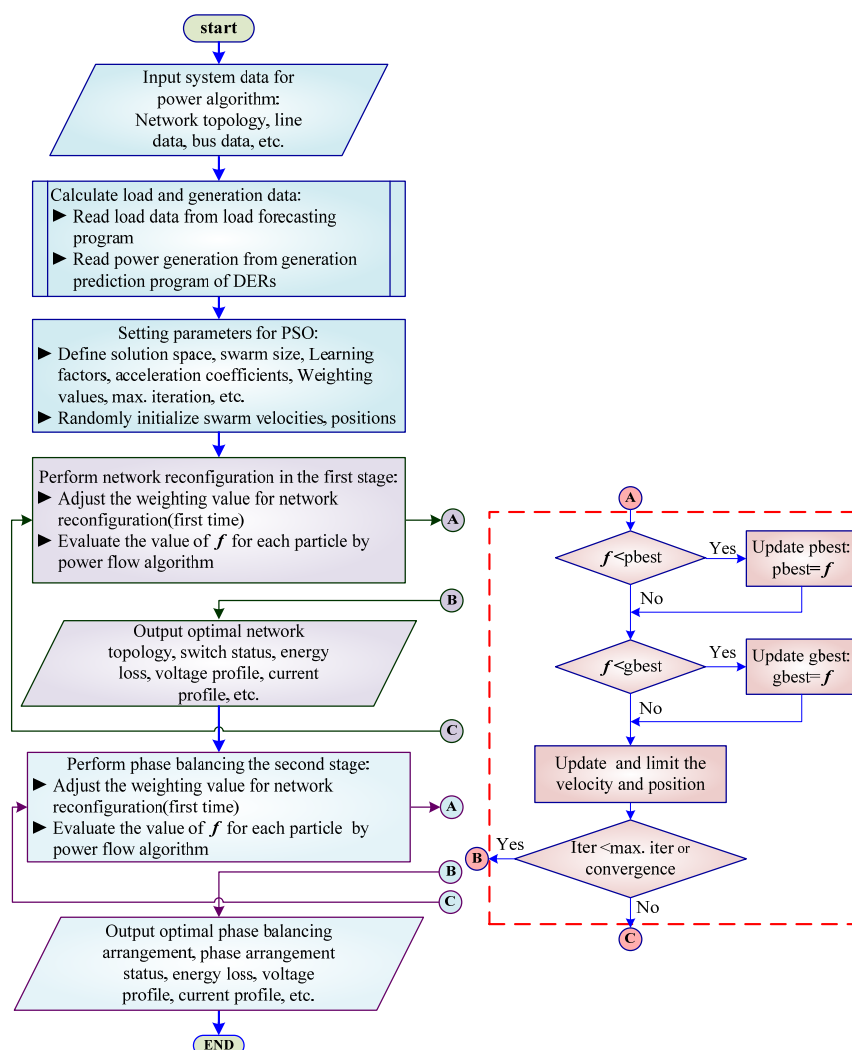 start
Input system data for
power algorithm:
Network topology, line
data, bus data, etc.
Calculate load and generation data:
► Read load data from load forecasting
program
► Read power generation from generation
prediction program of DERs
Setting parameters for PSO:
► Define solution space, swarm size, Learning
factors, acceleration coefficients, Weighting
values, max. iteration, etc.
► Randomly initialize swarm velocities, positions
Perform network reconfiguration in the first stage:
► Adjust the weighting value for network
reconfiguration(first time)
► Evaluate the value of f for each particle by
power flow algorithm
A
B
Output optimal network
topology, switch status, energy
loss, voltage profile, current
profile, etc.
C
Perform phase balancing the second stage:
► Adjust the weighting value for network
reconfiguration(first time)
► Evaluate the value of f for each particle by
power flow algorithm
A
B
C
Output optimal phase balancing
arrangement, phase arrangement
status, energy loss, voltage
profile, current profile, etc.
END
A
f<pbest
Yes
Update pbest:
pbest=f
No
f<gbest
Yes
Update gbest:
gbest=f
No
Update and limit the
velocity and position
Iter<max. iter or
convergence
Yes
B
No
C